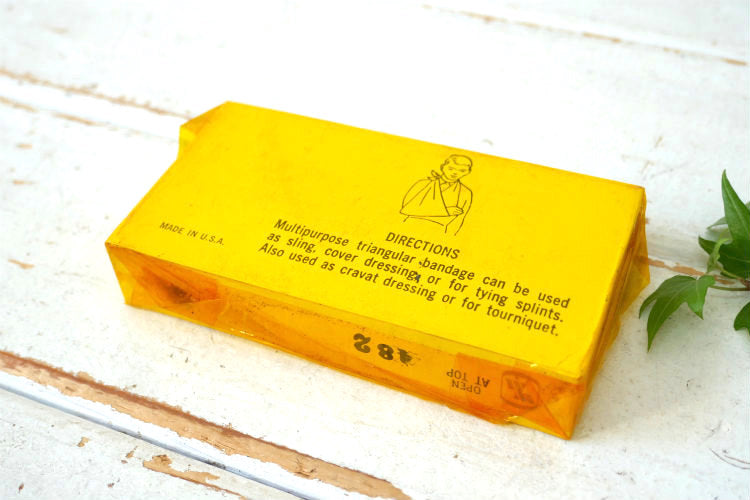 MADE IN U.S.A.
DIRECTIONS
Multipurpose triangular bandage can be used
as sling, cover dressing, or for tying splints.
Also used as cravat dressing or for tourniquet.
OPEN
AT TOP